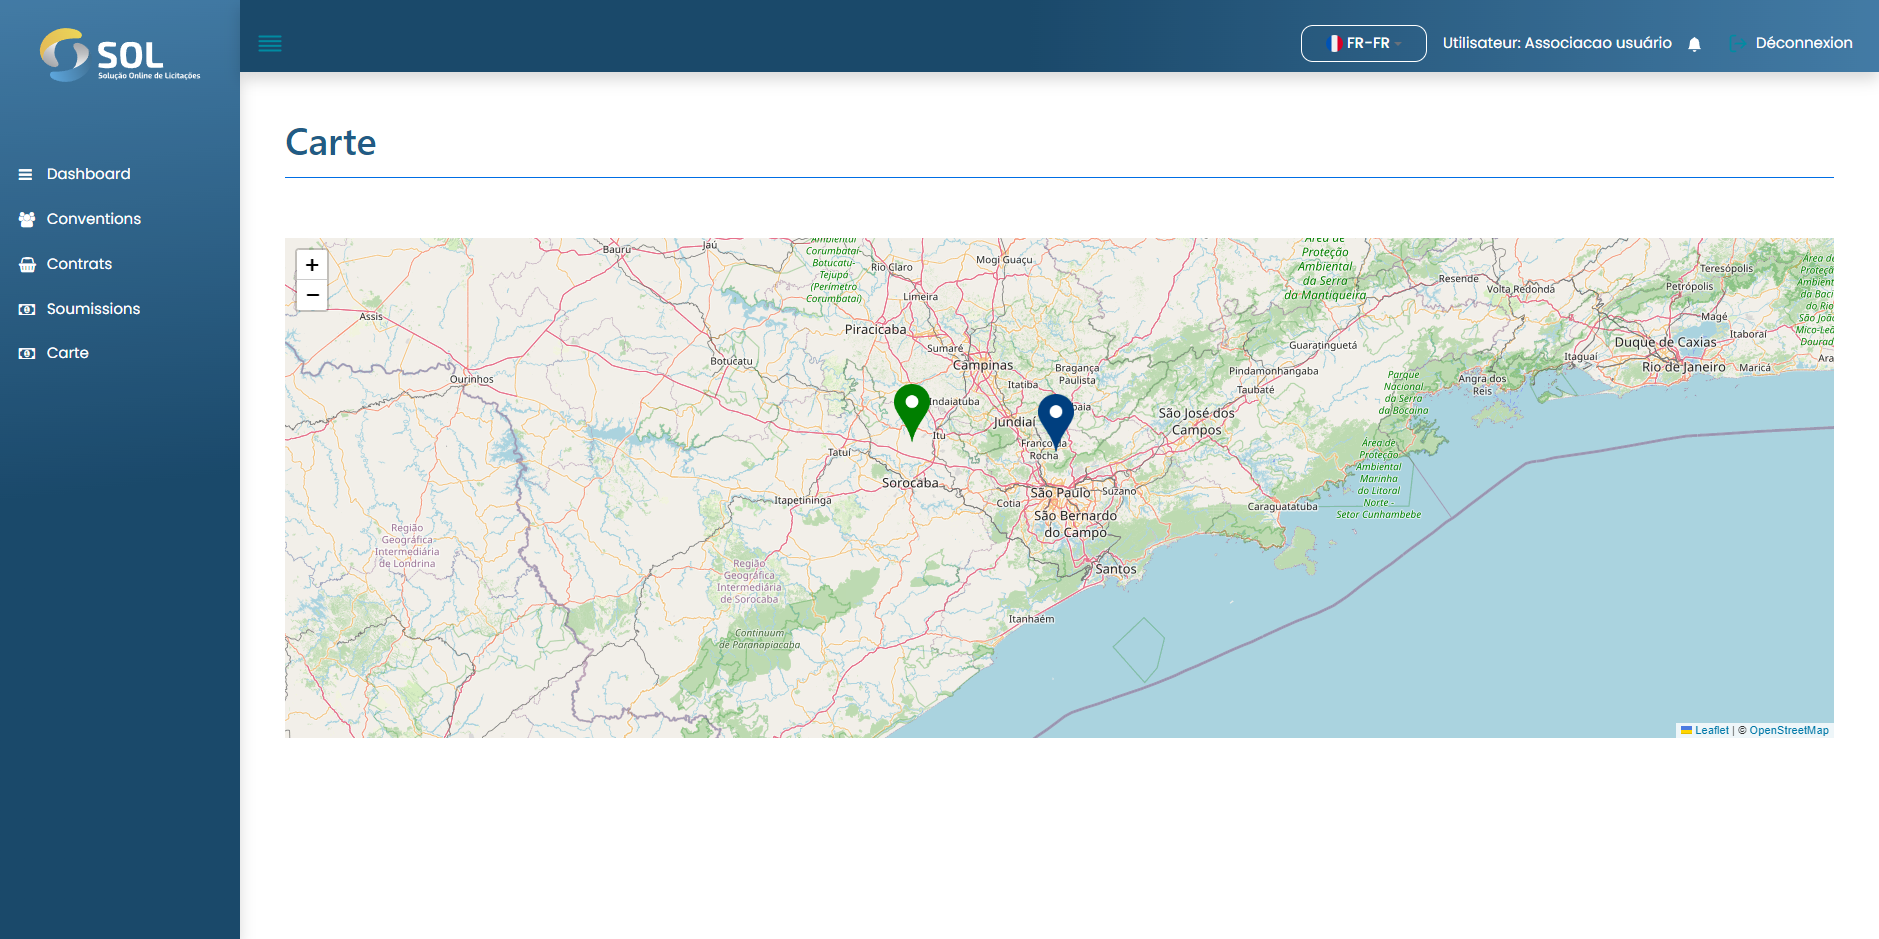 SOL
Solução Online de Licitações
FR-FR
Utilisateur: Associacao usuário
Déconnexion
Dashboard
Conventions
Contrats
Soumissions
Carte
Carte
+
−
Bauru
Jaú
Ambiental
Corumbataí-
Botucatu-
Tejupá
(Perímetro
Corumbataí)
Rio Claro
Mogi Guaçu
Limeira
Área de
Proteção
Ambiental
da Serra
da Mantiqueira
Resende
Volta Redonda
Teresópolis
Petrópolis
Magé
Itaboraí
Duque de Caxias
Itaguaí
Rio de Janeiro
Maricá
Assis
Piracicaba
Sumaré
Campinas
Botucatu
Ourinhos
Itatiba
Bragança
Paulista
Guaratinguetá
Pindamonhangaba
Taubaté
Parque
Nacional
da Serra
da Bocaina
Angra dos
Reis
Indaiatuba
Jundiaí
São José dos
Campos
Itu
Tatuí
Franco da
Rocha
Sorocaba
Itapetininga
Cotia
São Paulo
Suzano
São Bernardo
do Campo
Caraguatatuba
Área de
Proteção
Ambiental
Marinha
do Litoral
Norte -
Setor Cunhambebe
Região
Geográfica
Intermediária
de Londrina
Região
Geográfica
Intermediária
de Sorocaba
Santos
Itanhaém
Continuum
de Paranapiacaba
Leaflet | © OpenStreetMap